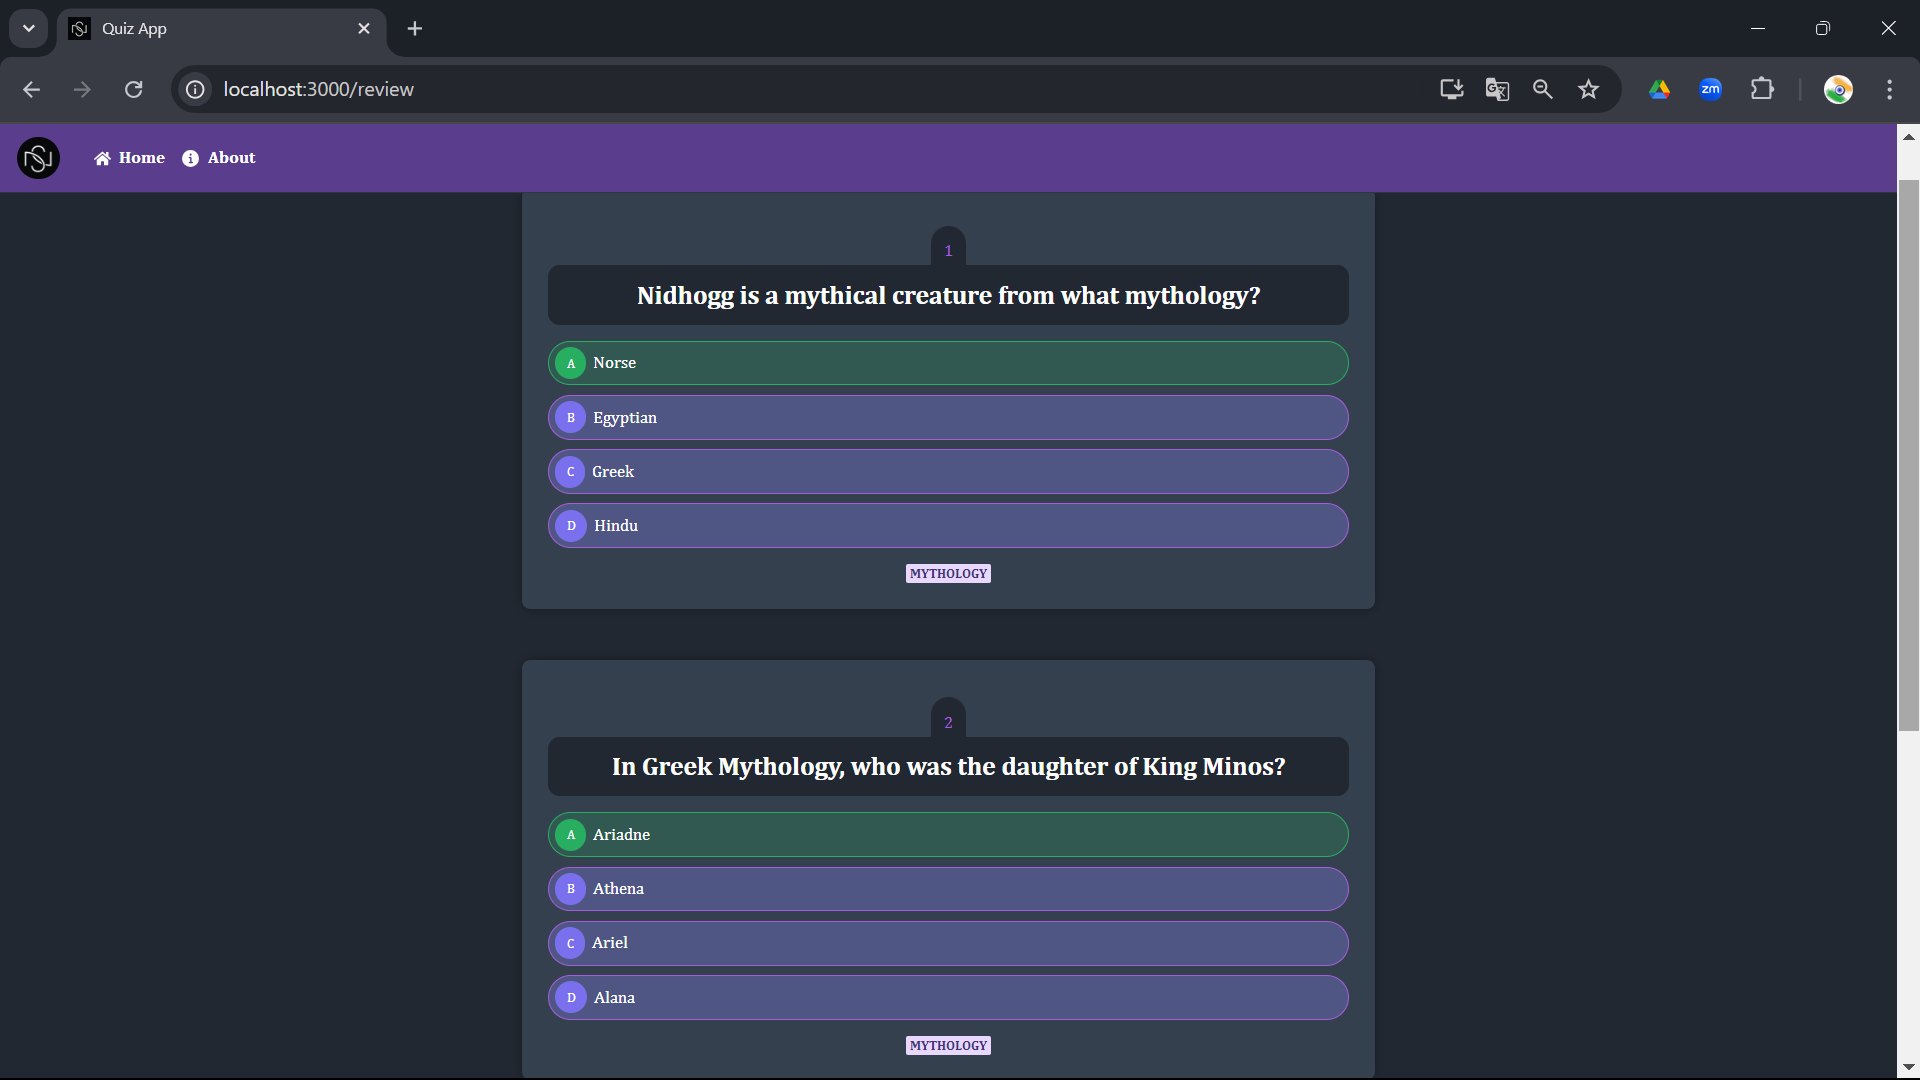 Quiz App
localhost:3000/review
zm
Home
About
1
Nidhogg is a mythical creature from what mythology?
A Norse
B Egyptian
C Greek
D Hindu
MYTHOLOGY
2
In Greek Mythology, who was the daughter of King Minos?
A Ariadne
B Athena
C Ariel
D Alana
MYTHOLOGY